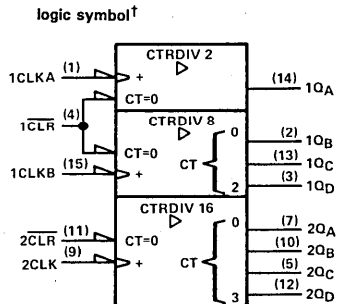 logic symbol†
CTRDIV 2
1CLKA (1) + (14) 1QA
1CLR (4) CT=0
CTRDIV 8
0 (2) 1QB
CT=0 CT (13) 1QC
1CLKB (15) + 2 (3) 1QD
CTRDIV 16
0 (7) 2QA
2CLR (11) CT=0 (10) 2QB
2CLK (9) + CT (5) 2QC
3 (12) 2QD